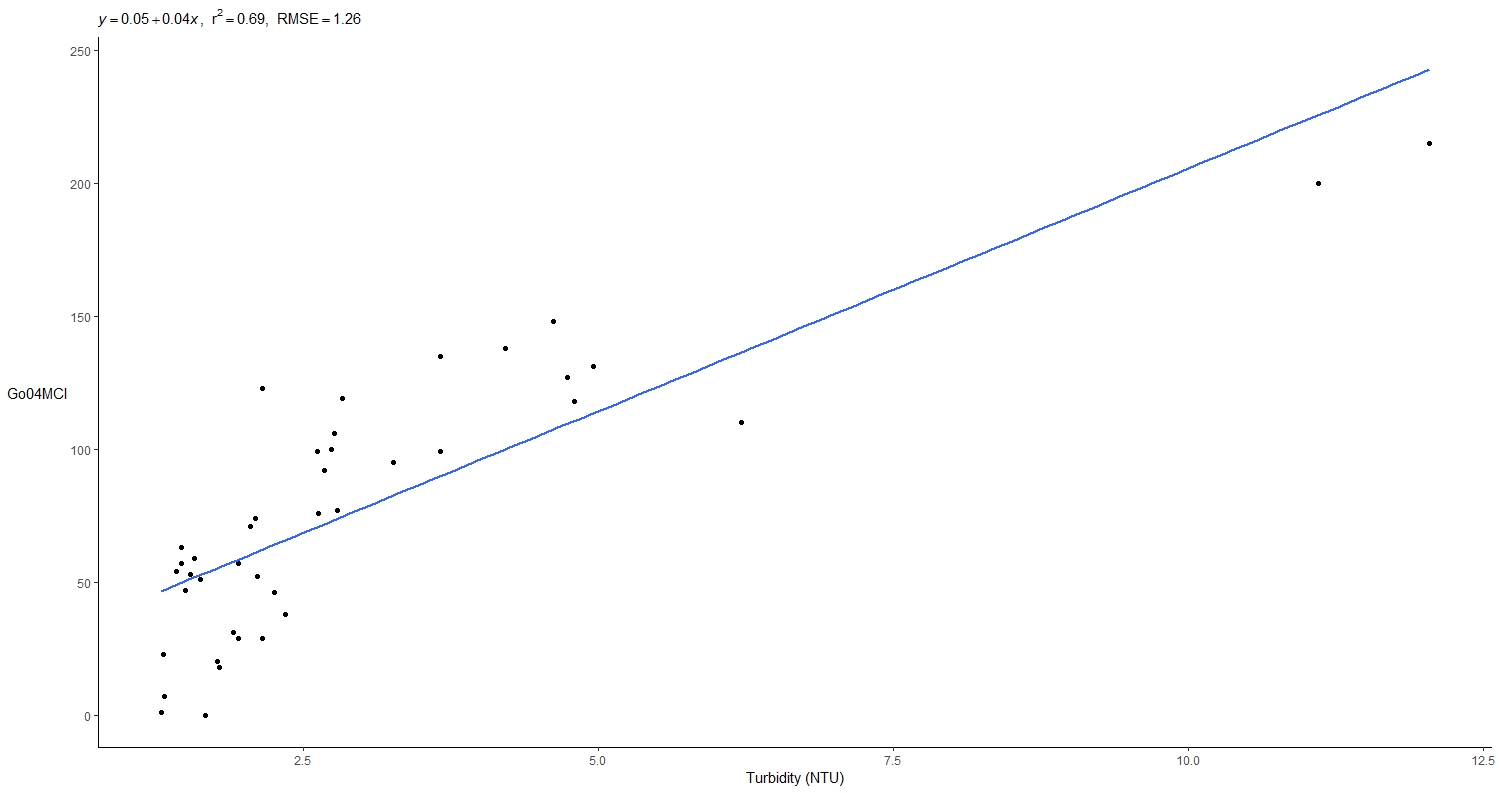 y = 0.05 + 0.04x, r² = 0.69, RMSE = 1.26
250
200
150
Go04MCI
100
50
0
2.5 5.0 7.5 10.0 12.5
Turbidity (NTU)